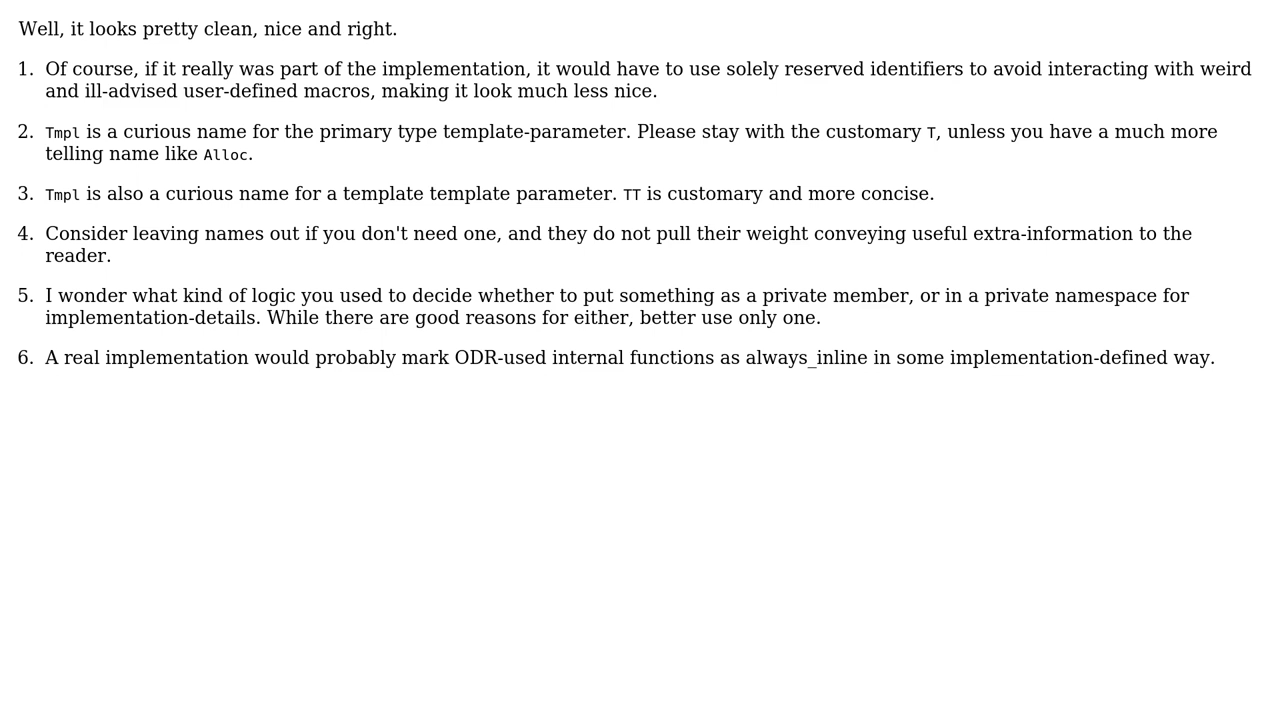 Well, it looks pretty clean, nice and right.
1. Of course, if it really was part of the implementation, it would have to use solely reserved identifiers to avoid interacting with weird
and ill-advised user-defined macros, making it look much less nice.
2. Tmpl is a curious name for the primary type template-parameter. Please stay with the customary T, unless you have a much more
telling name like Alloc.
3. Tmpl is also a curious name for a template template parameter. TT is customary and more concise.
4. Consider leaving names out if you don't need one, and they do not pull their weight conveying useful extra-information to the
reader.
5. I wonder what kind of logic you used to decide whether to put something as a private member, or in a private namespace for
implementation-details. While there are good reasons for either, better use only one.
6. A real implementation would probably mark ODR-used internal functions as always_inline in some implementation-defined way.